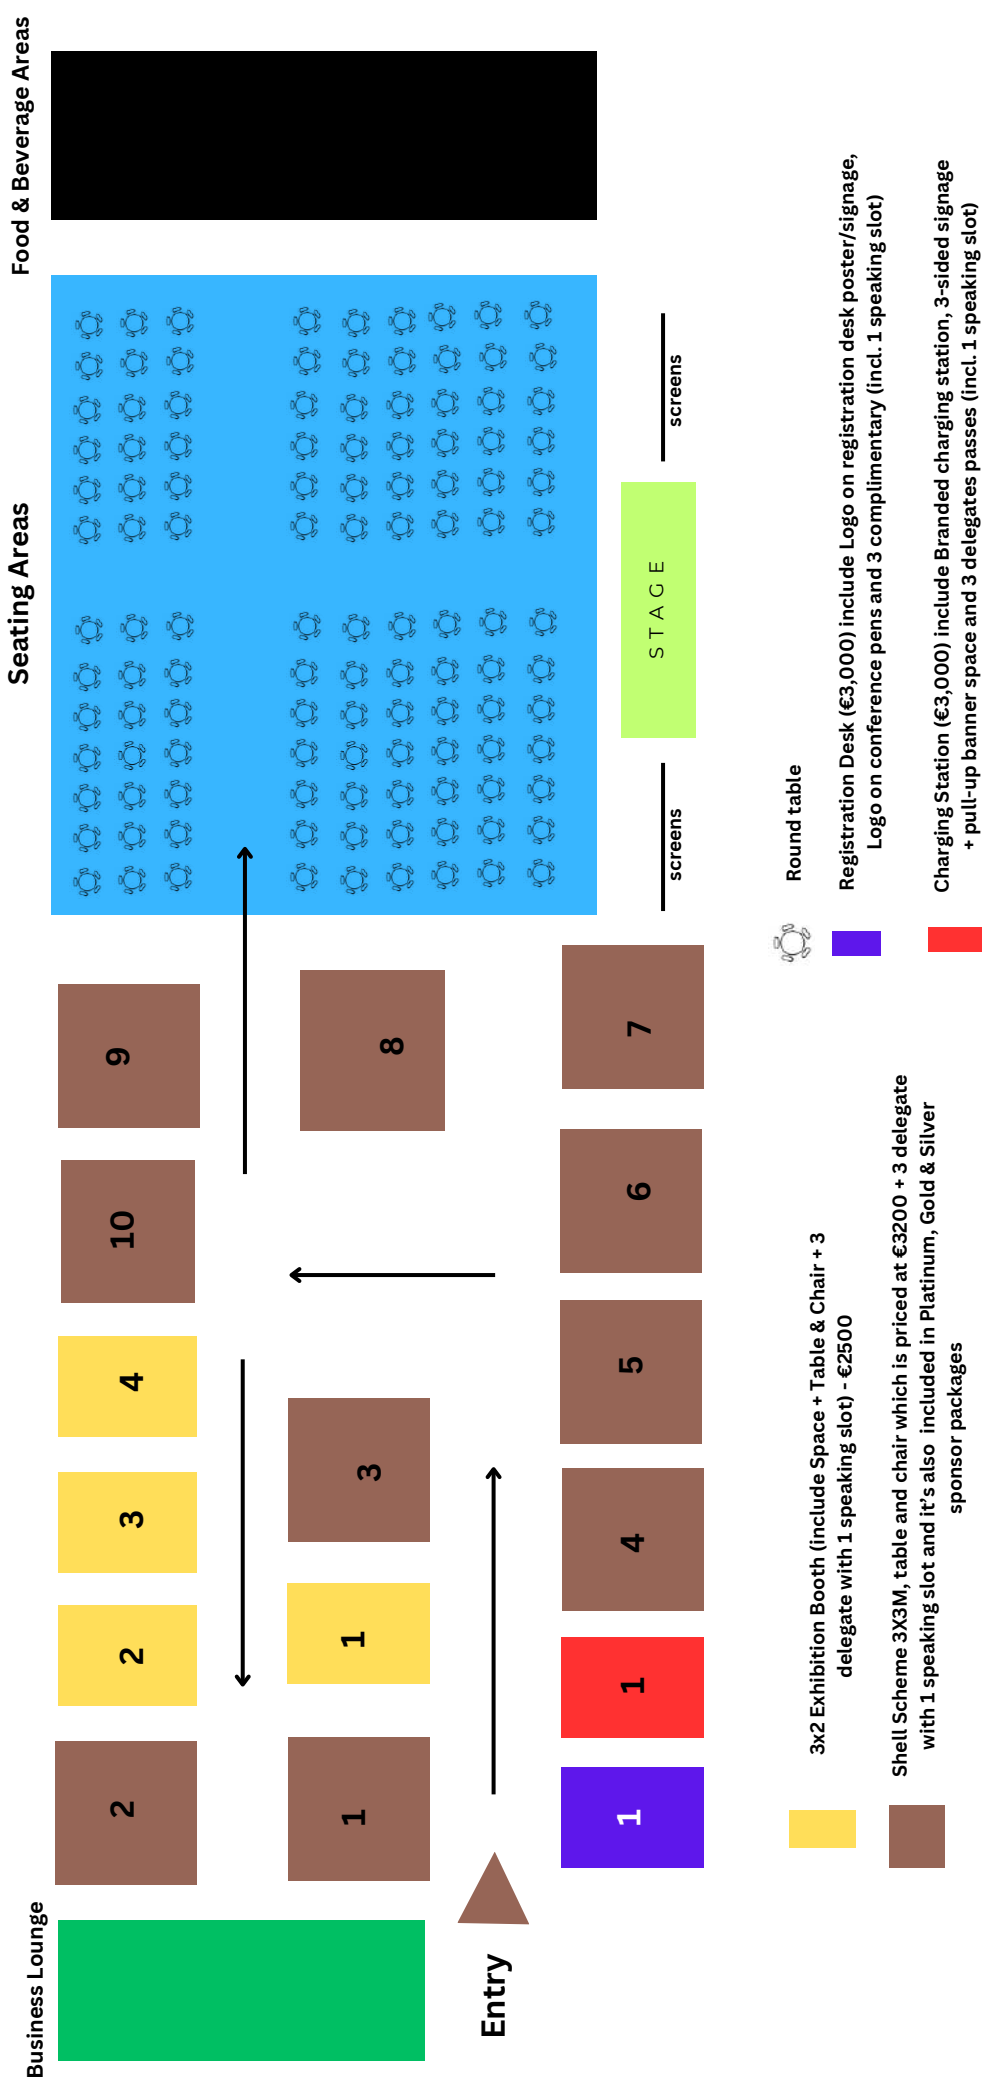 Business Lounge
Seating Areas
Food & Beverage Areas
2
2
3
4
10
9
1
1
3
8
Entry
1
1
4
5
6
7
screens
STAGE
screens
3x2 Exhibition Booth (include Space + Table & Chair + 3
delegate with 1 speaking slot) - €2500
Shell Scheme 3X3M, table and chair which is priced at €3200 + 3 delegate
with 1 speaking slot and it's also included in Platinum, Gold & Silver
sponsor packages
Round table
Registration Desk (€3,000) include Logo on registration desk poster/signage,
Logo on conference pens and 3 complimentary (incl. 1 speaking slot)
Charging Station (€3,000) include Branded charging station, 3-sided signage
+ pull-up banner space and 3 delegates passes (incl. 1 speaking slot)